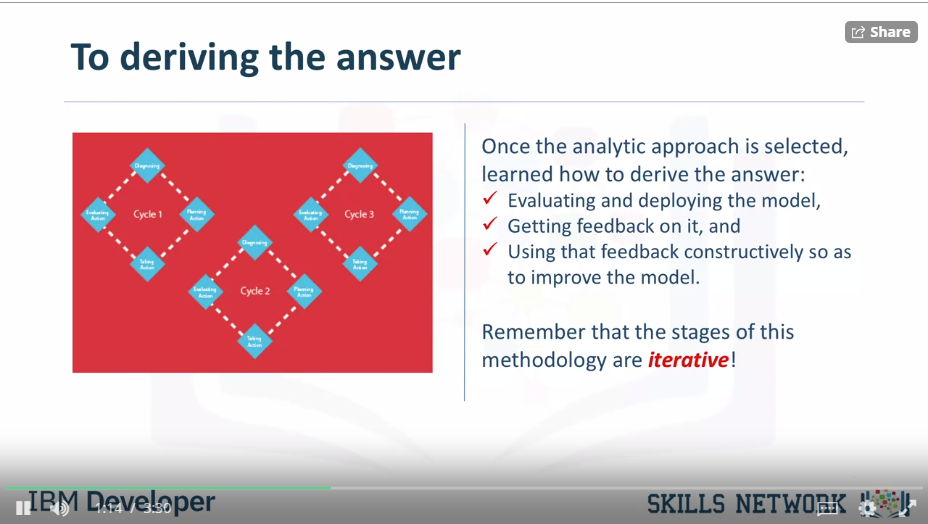 Share
To deriving the answer
Once the analytic approach is selected,
learned how to derive the answer:
Evaluating and deploying the model,
Getting feedback on it, and
Using that feedback constructively so as
to improve the model.
Remember that the stages of this
methodology are iterative!
Diagnosing
Evaluating
Action
Cycle 1
Planning
Action
Taking
Action
Diagnosing
Evaluating
Action
Cycle 2
Planning
Action
Taking
Action
Diagnosing
Evaluating
Action
Cycle 3
Planning
Action
Taking
Action
IBM Developer
1:14 / 3:30
SKILLS NETWORK